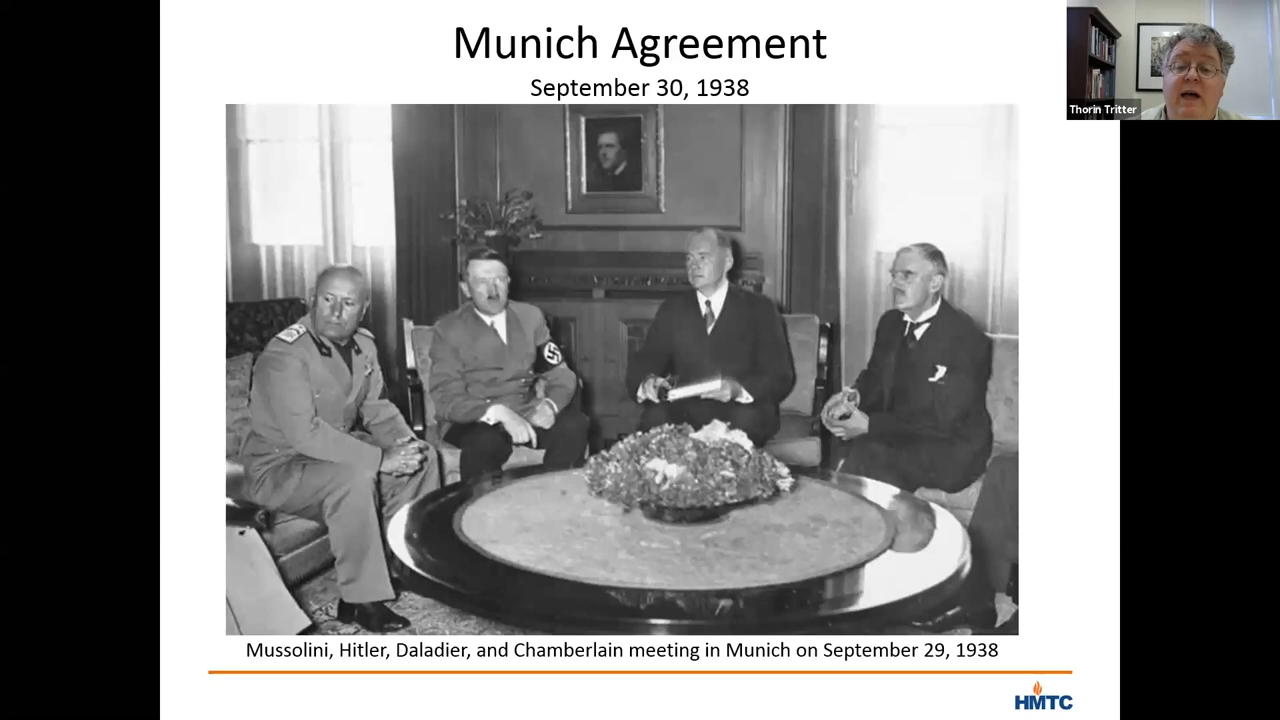 Munich Agreement
September 30, 1938
Thorin Tritter
Mussolini, Hitler, Daladier, and Chamberlain meeting in Munich on September 29, 1938
HMTC